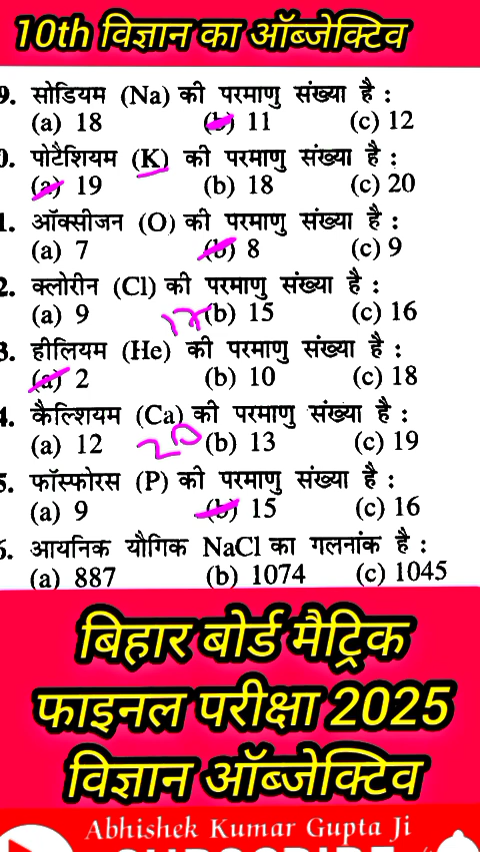 10th विज्ञान का ऑब्जेक्टिव
9. सोडियम (Na) की परमाणु संख्या है :
(a) 18 (b) 11 (c) 12
0. पोटैशियम (K) की परमाणु संख्या है :
(a) 19 (b) 18 (c) 20
1. ऑक्सीजन (O) की परमाणु संख्या है :
(a) 7 (b) 8 (c) 9
2. क्लोरीन (Cl) की परमाणु संख्या है :
(a) 9 17 (b) 15 (c) 16
3. हीलियम (He) की परमाणु संख्या है :
(a) 2 (b) 10 (c) 18
4. कैल्शियम (Ca) की परमाणु संख्या है :
(a) 12 20 (b) 13 (c) 19
5. फॉस्फोरस (P) की परमाणु संख्या है :
(a) 9 (b) 15 (c) 16
6. आयनिक यौगिक NaCl का गलनांक है :
(a) 887 (b) 1074 (c) 1045
बिहार बोर्ड मैट्रिक
फाइनल परीक्षा 2025
विज्ञान ऑब्जेक्टिव
Abhishek Kumar Gupta Ji
SUBSCRIBE